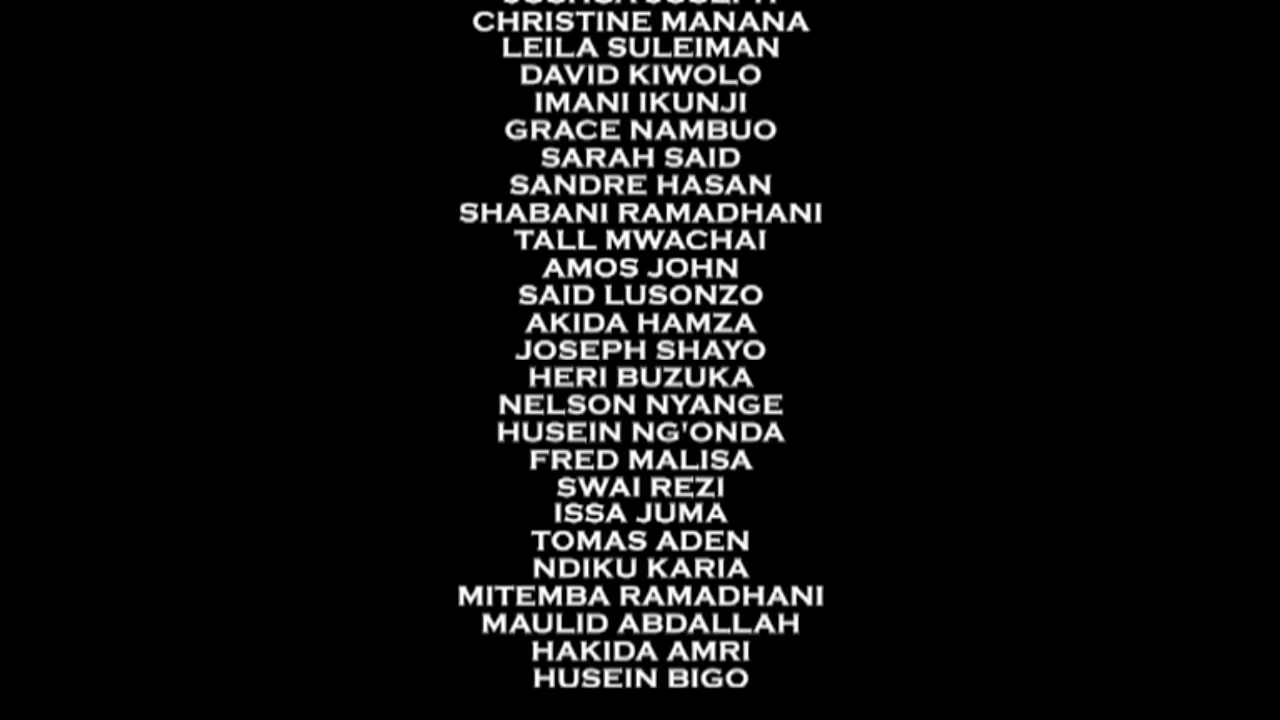 JOSHUA JOSEPH
CHRISTINE MANANA
LEILA SULEIMAN
DAVID KIWOLO
IMANI IKUNJI
GRACE NAMBUO
SARAH SAID
SANDRE HASAN
SHABANI RAMADHANI
TALL MWACHAI
AMOS JOHN
SAID LUSONZO
AKIDA HAMZA
JOSEPH SHAYO
HERI BUZUKA
NELSON NYANGE
HUSEIN NG'ONDA
FRED MALISA
SWAI REZI
ISSA JUMA
TOMAS ADEN
NDIKU KARIA
MITEMBA RAMADHANI
MAULID ABDALLAH
HAKIDA AMRI
HUSEIN BIGO